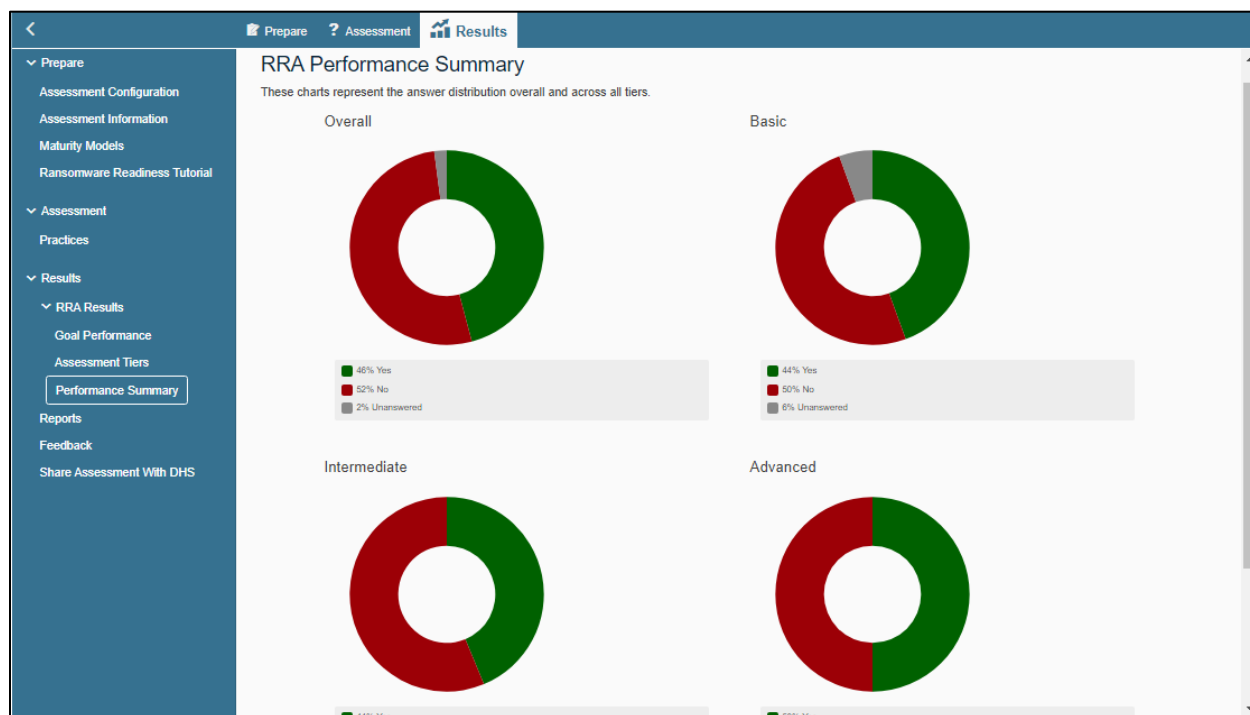 Prepare
? Assessment
Results
Prepare
Assessment Configuration
Assessment Information
Maturity Models
Ransomware Readiness Tutorial
Assessment
Practices
Results
RRA Results
Goal Performance
Assessment Tiers
Performance Summary
Reports
Feedback
Share Assessment With DHS
RRA Performance Summary
These charts represent the answer distribution overall and across all tiers.
Overall
46% Yes
52% No
2% Unanswered
Basic
44% Yes
50% No
6% Unanswered
Intermediate
Advanced